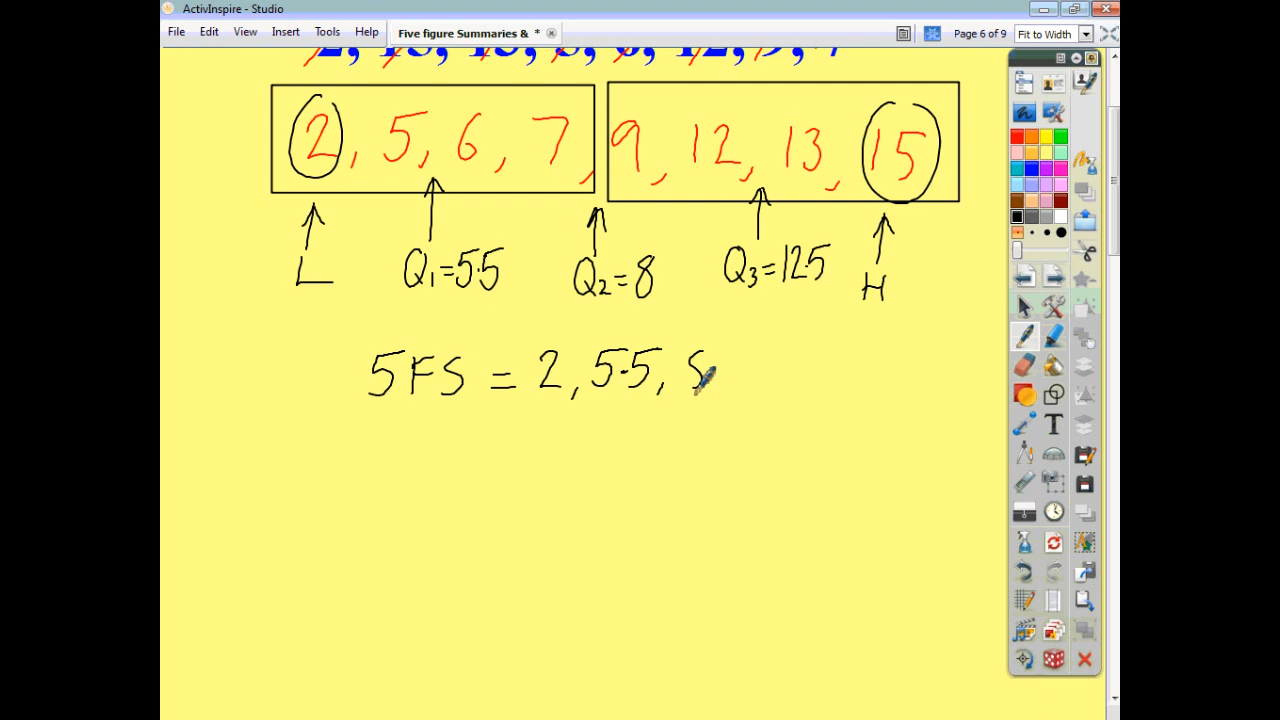 ActivInspire - Studio
File Edit View Insert Tools Help Five figure Summaries & * Page 6 of 9 Fit to Width
2, 5, 6, 7, 9, 12, 13, 15
L Q1=5·5 Q2=8 Q3=12·5 H
5FS = 2, 5·5,